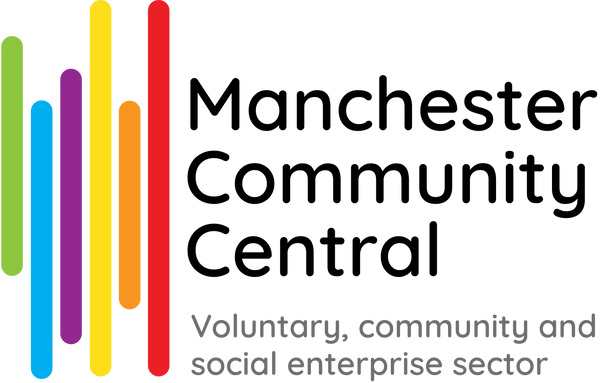 Manchester
Community
Central
Voluntary, community and
social enterprise sector